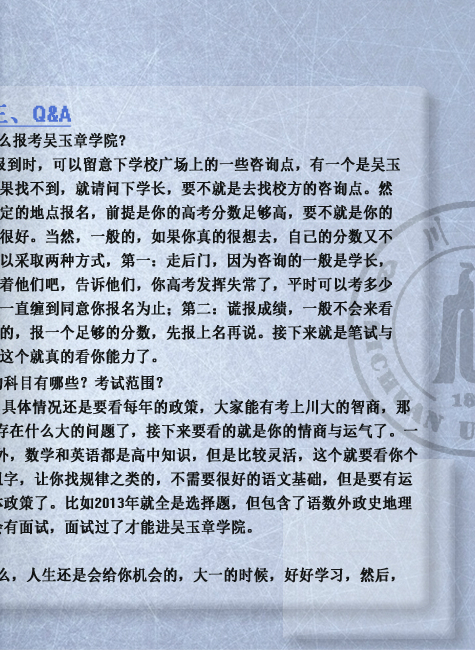 三、Q&A
么报考吴玉章学院？
报到时，可以留意下学校广场上的一些咨询点，有一个是吴玉
果找不到，就请问下学长，要不就是去找校方的咨询点。然
定的地点报名，前提是你的高考分数足够高，要不就是你的
很好。当然，一般的，如果你真的很想去，自己的分数又不
以采取两种方式，第一：走后门，因为咨询的一般是学长，
着他们吧，告诉他们，你高考发挥失常了，平时可以考多少
一直缠到同意你报名为止；第二：谎报成绩，一般不会来看
的，报一个足够的分数，先报上名再说。接下来就是笔试与
这个就真的看你能力了。
的科目有哪些？考试范围？
具体情况还是要看每年的政策，大家能有考上川大的智商，那
存在什么大的问题了，接下来要看的就是你的情商与运气了。一
外，数学和英语都是高中知识，但是比较灵活，这个就要看你个
汉字，让你找规律之类的，不需要很好的语文基础，但是要有运
体政策了。比如2013年就全是选择题，但包含了语数外政史地理
会有面试，面试过了才能进吴玉章学院。
么，人生还是会给你机会的，大一的时候，好好学习，然后，
川
18
CHUAN U